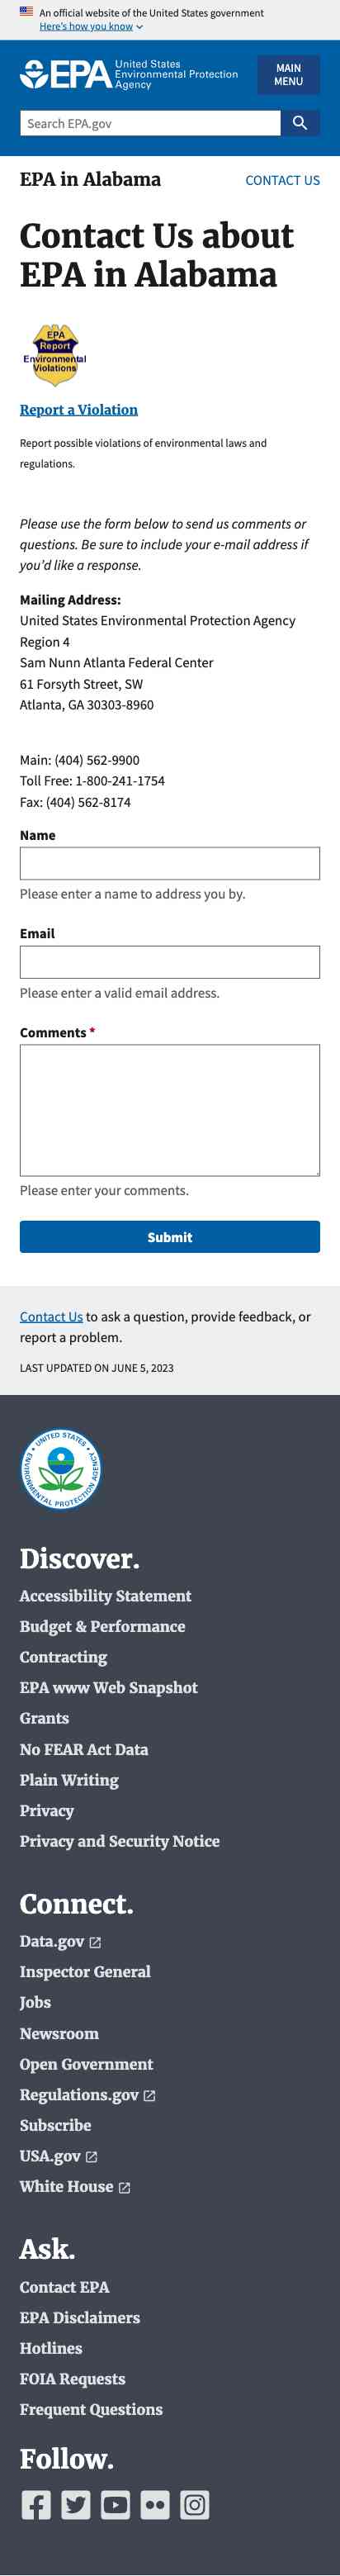 An official website of the United States government
Here's how you know
EPA United States
Environmental Protection
Agency
MAIN
MENU
Search EPA.gov
EPA in Alabama
CONTACT US
Contact Us about
EPA in Alabama
EPA
Report
Environmental
Violations
Report a Violation
Report possible violations of environmental laws and
regulations.
Please use the form below to send us comments or
questions. Be sure to include your e-mail address if
you'd like a response.
Mailing Address:
United States Environmental Protection Agency
Region 4
Sam Nunn Atlanta Federal Center
61 Forsyth Street, SW
Atlanta, GA 30303-8960
Main: (404) 562-9900
Toll Free: 1-800-241-1754
Fax: (404) 562-8174
Name
Please enter a name to address you by.
Email
Please enter a valid email address.
Comments *
Please enter your comments.
Submit
Contact Us to ask a question, provide feedback, or
report a problem.
LAST UPDATED ON JUNE 5, 2023
UNITED STATES
ENVIRONMENTAL PROTECTION AGENCY
Discover.
Accessibility Statement
Budget & Performance
Contracting
EPA www Web Snapshot
Grants
No FEAR Act Data
Plain Writing
Privacy
Privacy and Security Notice
Connect.
Data.gov
Inspector General
Jobs
Newsroom
Open Government
Regulations.gov
Subscribe
USA.gov
White House
Ask.
Contact EPA
EPA Disclaimers
Hotlines
FOIA Requests
Frequent Questions
Follow.